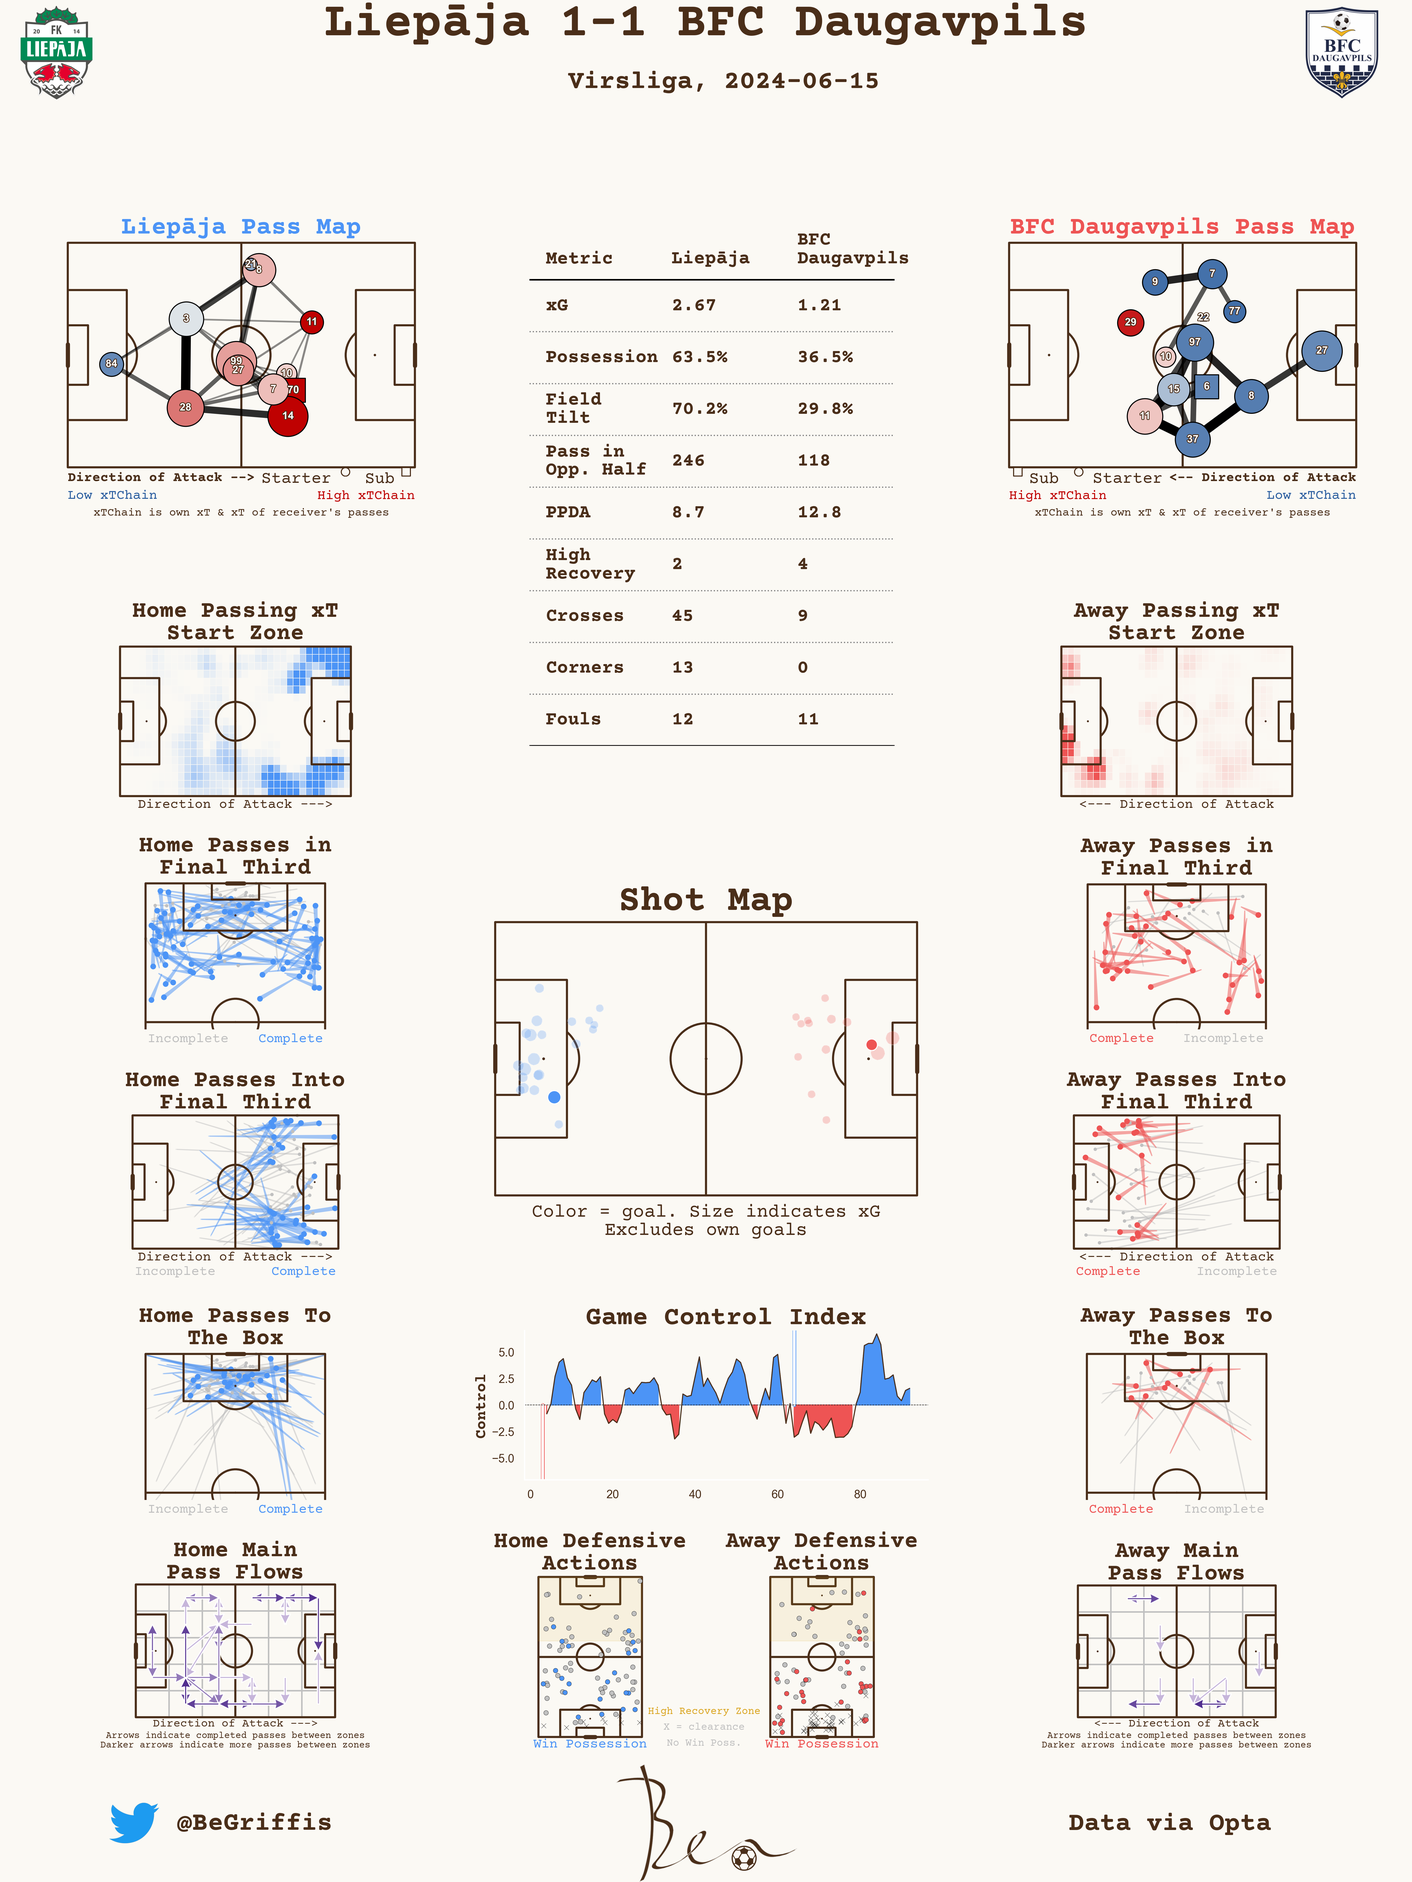 Liepāja 1-1 BFC Daugavpils
Virsliga, 2024-06-15
20 FK 14
LIEPĀJA
BFC
DAUGAVPILS
Liepāja Pass Map
21
8
3
11
84
99
27
10
7
70
28
14
Direction of Attack --> Starter Sub
Low xTChain High xTChain
xTChain is own xT & xT of receiver's passes
Metric Liepāja BFC Daugavpils
xG 2.67 1.21
Possession 63.5% 36.5%
Field Tilt 70.2% 29.8%
Pass in Opp. Half 246 118
PPDA 8.7 12.8
High Recovery 2 4
Crosses 45 9
Corners 13 0
Fouls 12 11
BFC Daugavpils Pass Map
9
7
77
29
22
97
10
27
15
6
8
11
37
Sub Starter <-- Direction of Attack
High xTChain Low xTChain
xTChain is own xT & xT of receiver's passes
Home Passing xT
Start Zone
Direction of Attack --->
Away Passing xT
Start Zone
<--- Direction of Attack
Home Passes in
Final Third
Incomplete Complete
Away Passes in
Final Third
Complete Incomplete
Shot Map
Color = goal. Size indicates xG
Excludes own goals
Home Passes Into
Final Third
Direction of Attack --->
Incomplete Complete
Away Passes Into
Final Third
<--- Direction of Attack
Complete Incomplete
Home Passes To
The Box
Incomplete Complete
Game Control Index
Control
5.0
2.5
0.0
−2.5
−5.0
0 20 40 60 80
Away Passes To
The Box
Complete Incomplete
Home Main
Pass Flows
Direction of Attack --->
Arrows indicate completed passes between zones
Darker arrows indicate more passes between zones
Home Defensive
Actions
Win Possession
High Recovery Zone
X = clearance
No Win Poss.
Away Defensive
Actions
Win Possession
Away Main
Pass Flows
<--- Direction of Attack
Arrows indicate completed passes between zones
Darker arrows indicate more passes between zones
@BeGriffis
Ben
Data via Opta